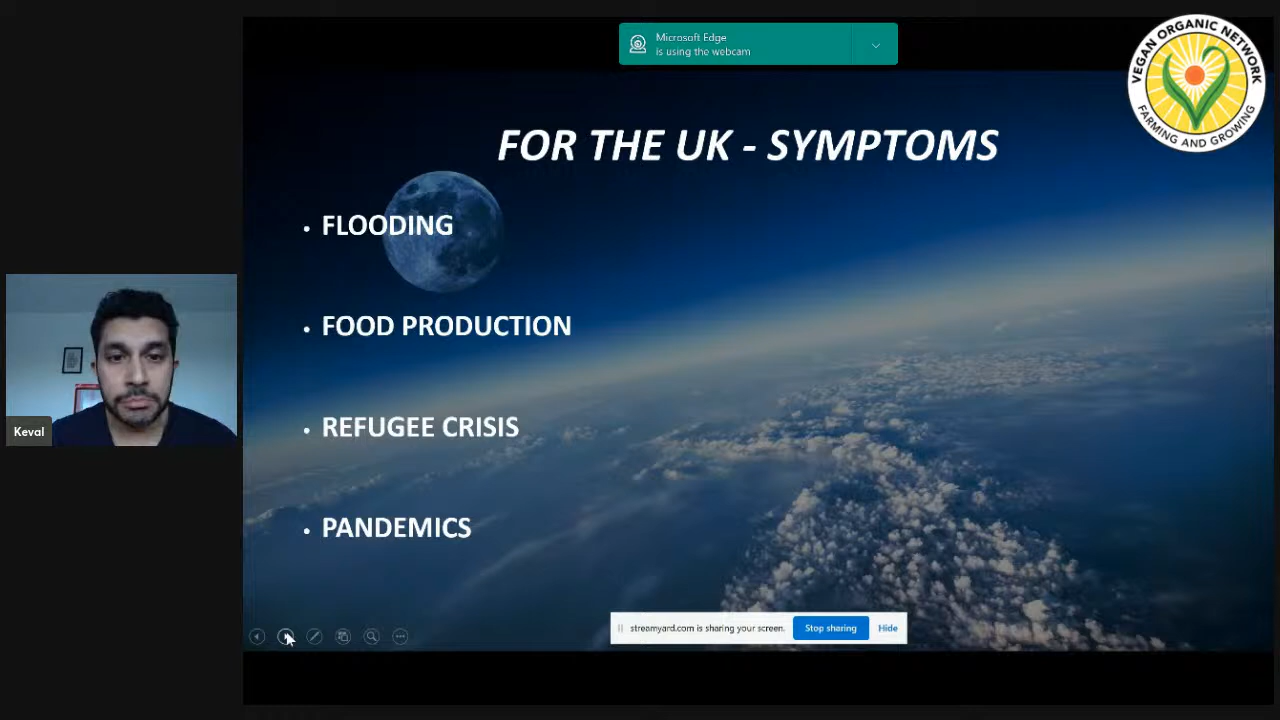 Microsoft Edge
is using the webcam
VEGAN ORGANIC NETWORK
FARMING AND GROWING
FOR THE UK - SYMPTOMS
• FLOODING
• FOOD PRODUCTION
• REFUGEE CRISIS
• PANDEMICS
Keval
streamyard.com is sharing your screen.
Stop sharing
Hide